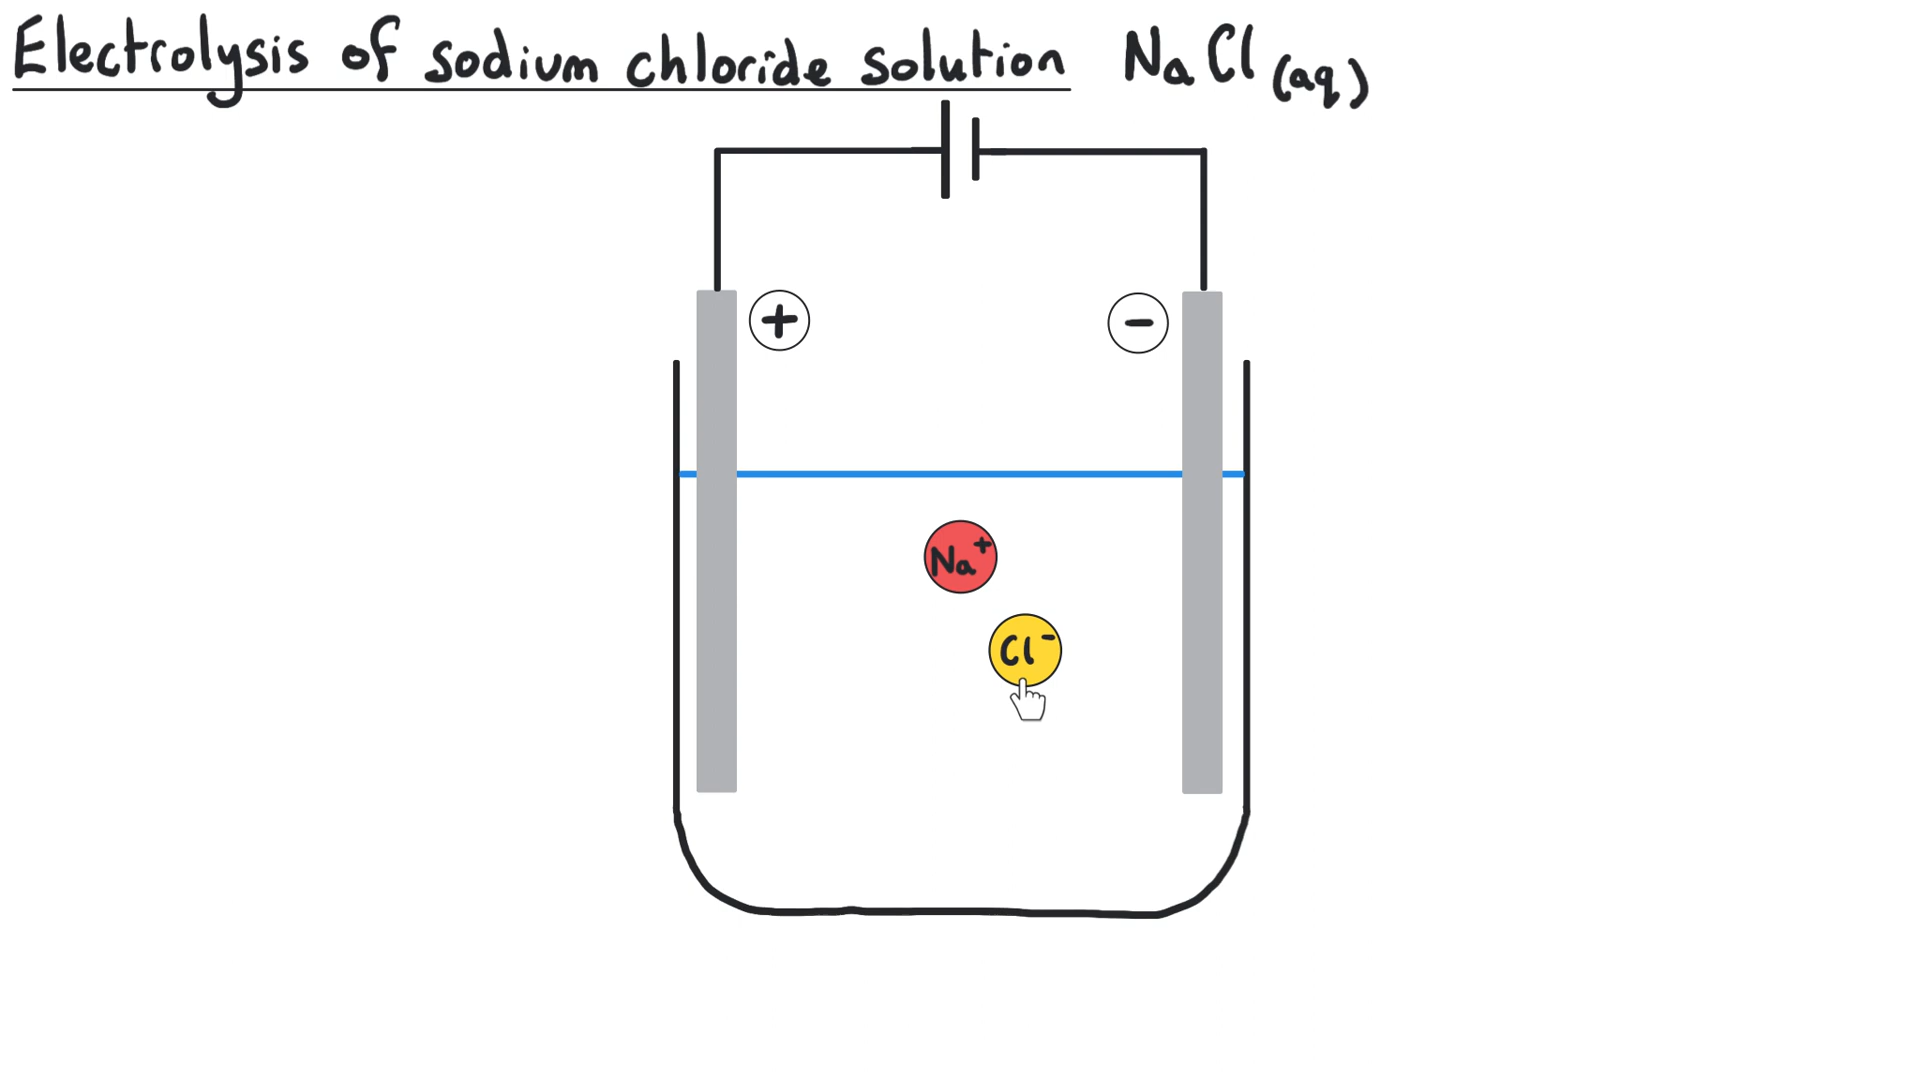 Electrolysis of sodium chloride solution NaCl(aq)
+ -
Na+
Cl-